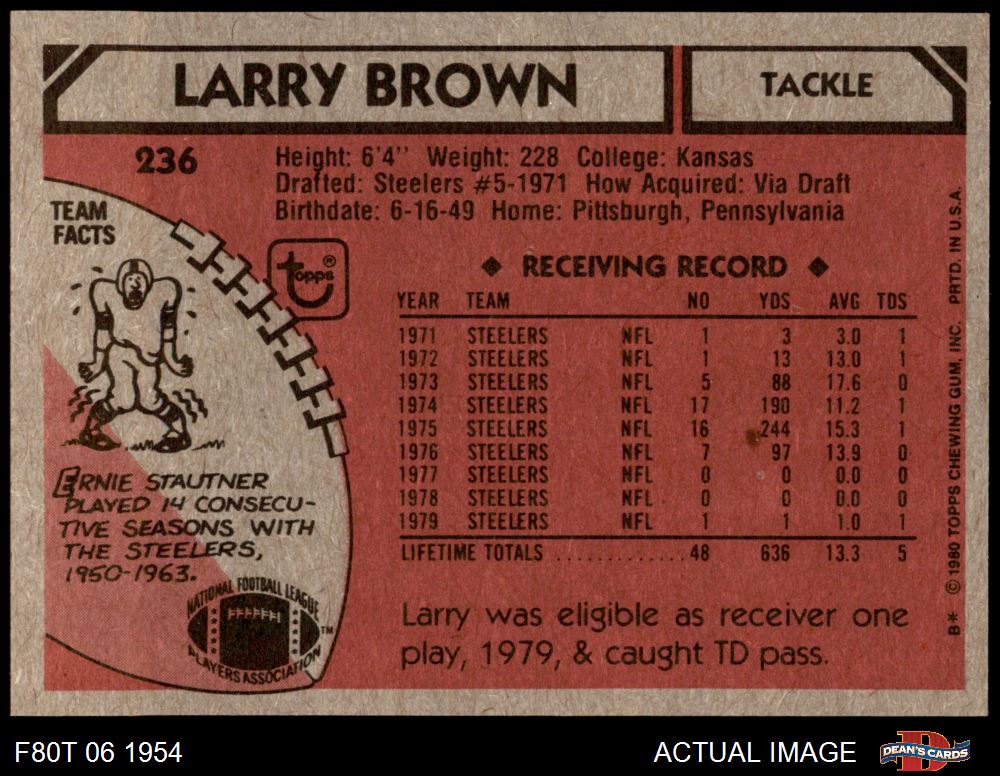 LARRY BROWN
TACKLE
236
Height: 6'4" Weight: 228 College: Kansas
Drafted: Steelers #5-1971 How Acquired: Via Draft
Birthdate: 6-16-49 Home: Pittsburgh, Pennsylvania
TEAM
FACTS
topps®
◆ RECEIVING RECORD ◆
YEAR TEAM NO YDS AVG TDS
1971 STEELERS NFL 1 3 3.0 1
1972 STEELERS NFL 1 13 13.0 1
1973 STEELERS NFL 5 88 17.6 0
1974 STEELERS NFL 17 190 11.2 1
1975 STEELERS NFL 16 244 15.3 1
1976 STEELERS NFL 7 97 13.9 0
1977 STEELERS NFL 0 0 0.0 0
1978 STEELERS NFL 0 0 0.0 0
1979 STEELERS NFL 1 1 1.0 1
LIFETIME TOTALS ............ 48 636 13.3 5
ERNIE STAUTNER
PLAYED 14 CONSECU-
TIVE SEASONS WITH
THE STEELERS,
1950-1963.
NATIONAL FOOTBALL LEAGUE
PLAYERS ASSOCIATION
TM
Larry was eligible as receiver one
play, 1979, & caught TD pass.
B* © 1980 TOPPS CHEWING GUM, INC. PRTD. IN U.S.A.
F80T 06 1954
ACTUAL IMAGE
D
DEAN'S CARDS